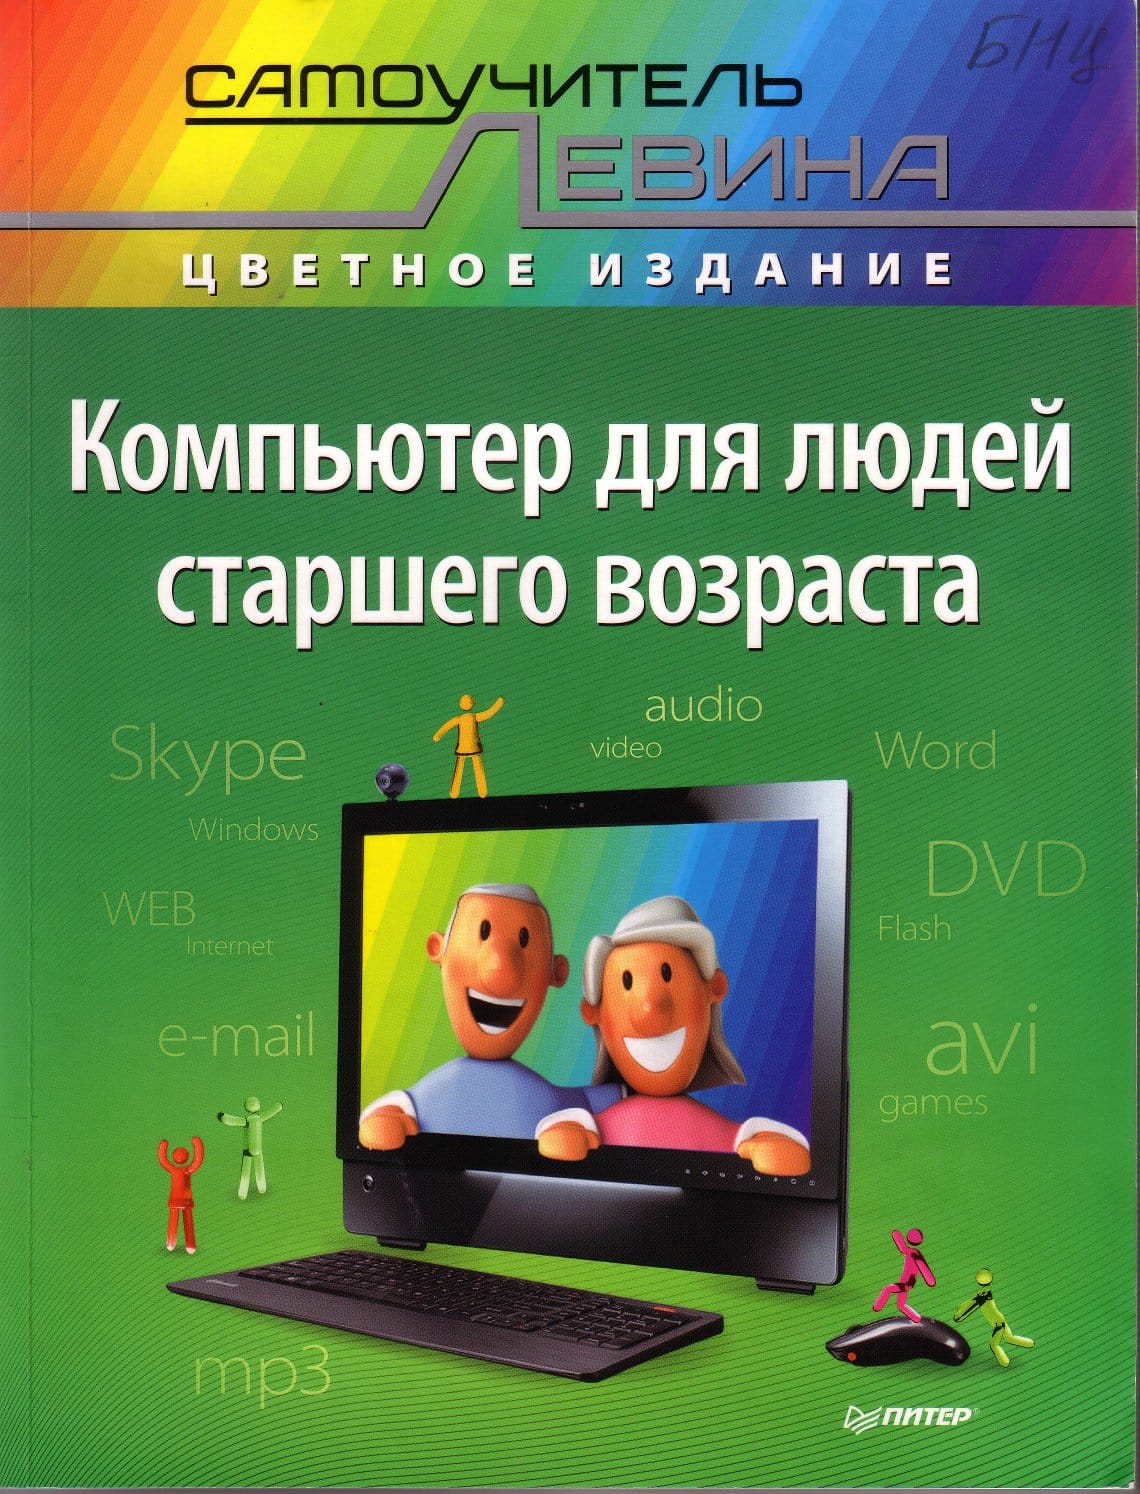 БНЦ
САМОУЧИТЕЛЬ
ЛЕВИНА
ЦВЕТНОЕ ИЗДАНИЕ
Компьютер для людей
старшего возраста
audio
video
Skype
Word
Windows
DVD
WEB
Flash
Internet
e-mail
avi
games
mp3
ПИТЕР®